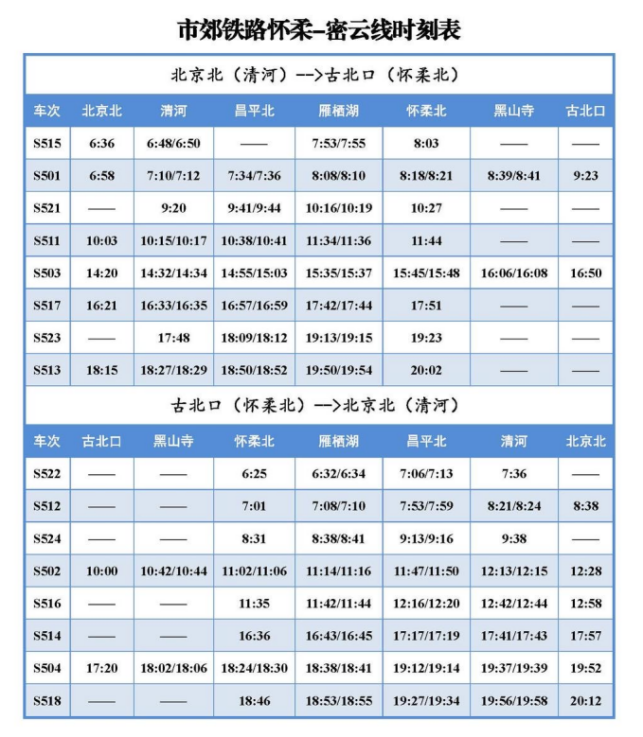 市郊铁路怀柔-密云线时刻表
北京北（清河）-->古北口（怀柔北）
车次 北京北 清河 昌平北 雁栖湖 怀柔北 黑山寺 古北口
S515 6:36 6:48/6:50 —— 7:53/7:55 8:03 —— ——
S501 6:58 7:10/7:12 7:34/7:36 8:08/8:10 8:18/8:21 8:39/8:41 9:23
S521 —— 9:20 9:41/9:44 10:16/10:19 10:27 —— ——
S511 10:03 10:15/10:17 10:38/10:41 11:34/11:36 11:44 —— ——
S503 14:20 14:32/14:34 14:55/15:03 15:35/15:37 15:45/15:48 16:06/16:08 16:50
S517 16:21 16:33/16:35 16:57/16:59 17:42/17:44 17:51 —— ——
S523 —— 17:48 18:09/18:12 19:13/19:15 19:23 —— ——
S513 18:15 18:27/18:29 18:50/18:52 19:50/19:54 20:02 —— ——
古北口（怀柔北）-->北京北（清河）
车次 古北口 黑山寺 怀柔北 雁栖湖 昌平北 清河 北京北
S522 —— —— 6:25 6:32/6:34 7:06/7:13 7:36 ——
S512 —— —— 7:01 7:08/7:10 7:53/7:59 8:21/8:24 8:38
S524 —— —— 8:31 8:38/8:41 9:13/9:16 9:38 ——
S502 10:00 10:42/10:44 11:02/11:06 11:14/11:16 11:47/11:50 12:13/12:15 12:28
S516 —— —— 11:35 11:42/11:44 12:16/12:20 12:42/12:44 12:58
S514 —— —— 16:36 16:43/16:45 17:17/17:19 17:41/17:43 17:57
S504 17:20 18:02/18:06 18:24/18:30 18:38/18:41 19:12/19:14 19:37/19:39 19:52
S518 —— —— 18:46 18:53/18:55 19:27/19:34 19:56/19:58 20:12